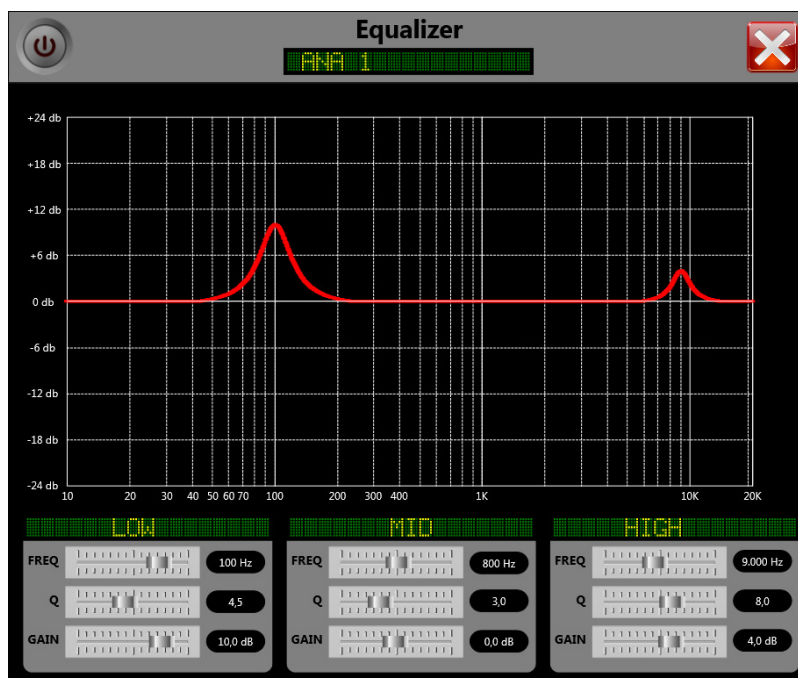 Equalizer
ANA 1
+24 db
+18 db
+12 db
+6 db
0 db
-6 db
-12 db
-18 db
-24 db
10 20 30 40 50 60 70 100 200 300 400 1K 10K 20K
LOW MID HIGH
FREQ 100 Hz FREQ 800 Hz FREQ 9.000 Hz
Q 4,5 Q 3,0 Q 8,0
GAIN 10,0 dB GAIN 0,0 dB GAIN 4,0 dB